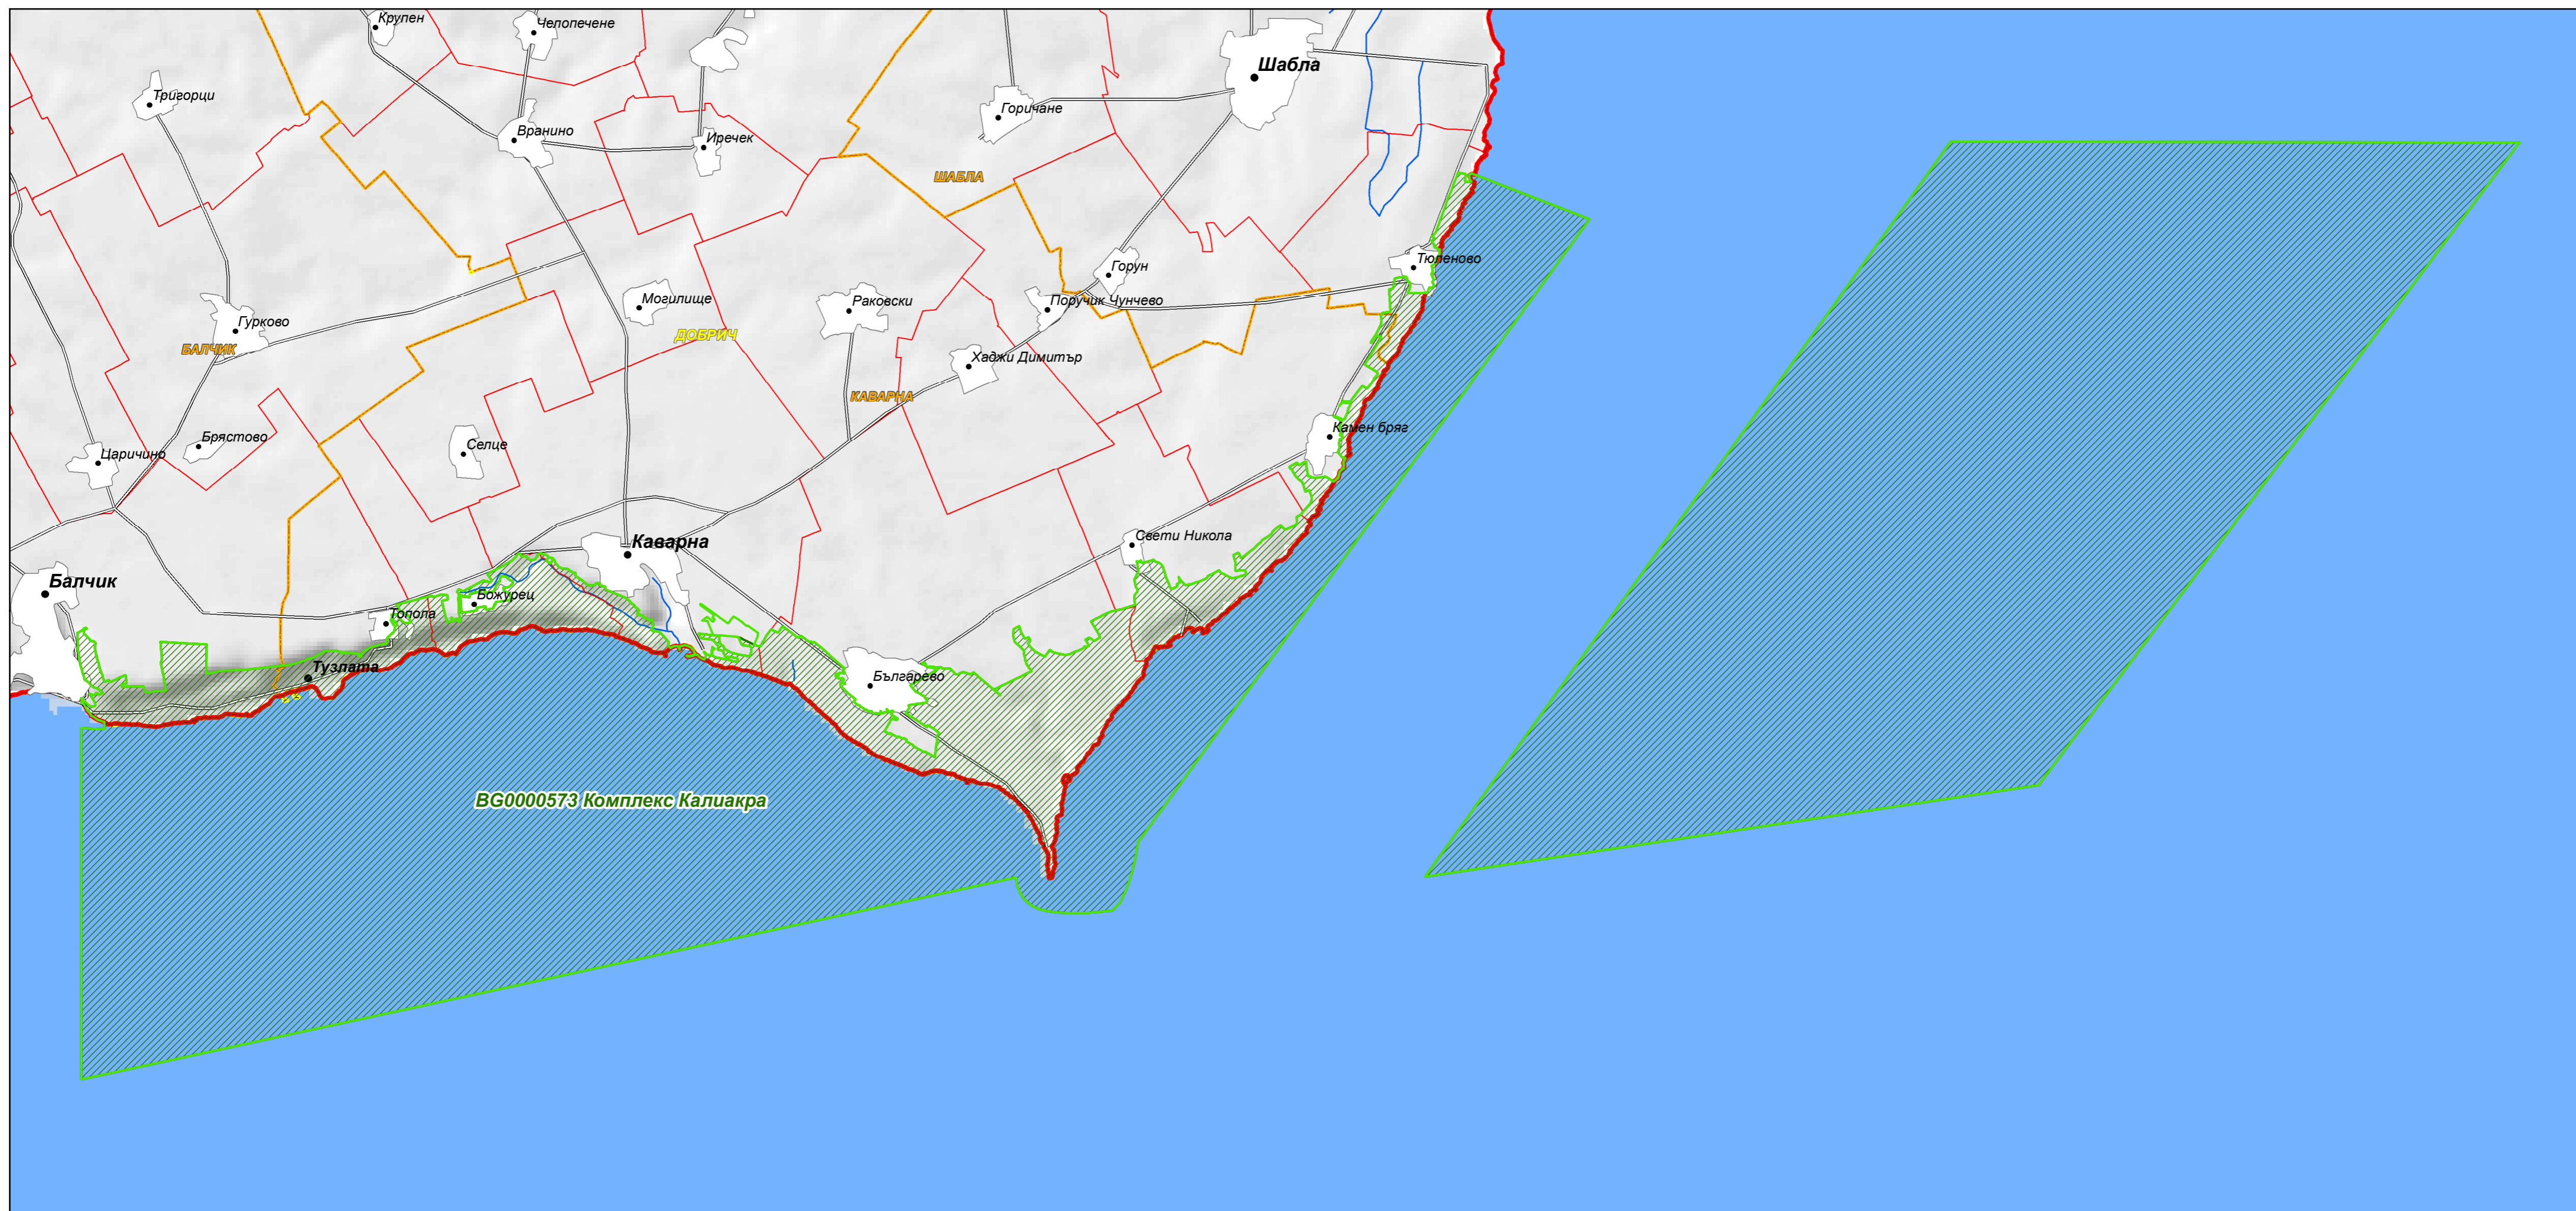 Крупен
Челопечене
Шабла
Тригорци
Горичане
Вранино
Иречек
ШАБЛА
Тюленово
Горун
Могилище
Раковски
Поручик Чунчево
Гурково
ДОБРИЧ
БАЛЧИК
Хаджи Димитър
КАВАРНА
Камен бряг
Брястово
Селце
Царичино
Свети Никола
Каварна
Балчик
Божурец
Топола
Тузлата
Българево
BG0000573 Комплекс Калиакра